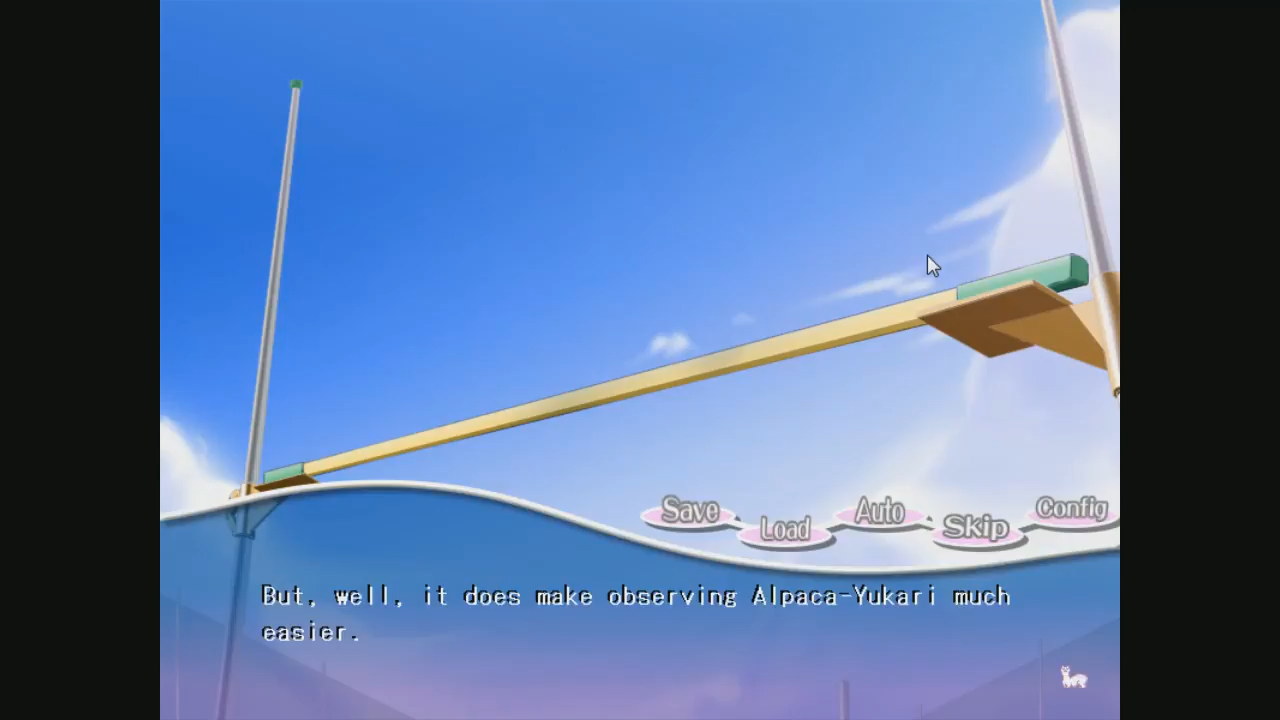 Save
Load
Auto
Skip
Config
But, well, it does make observing Alpaca-Yukari much
easier.